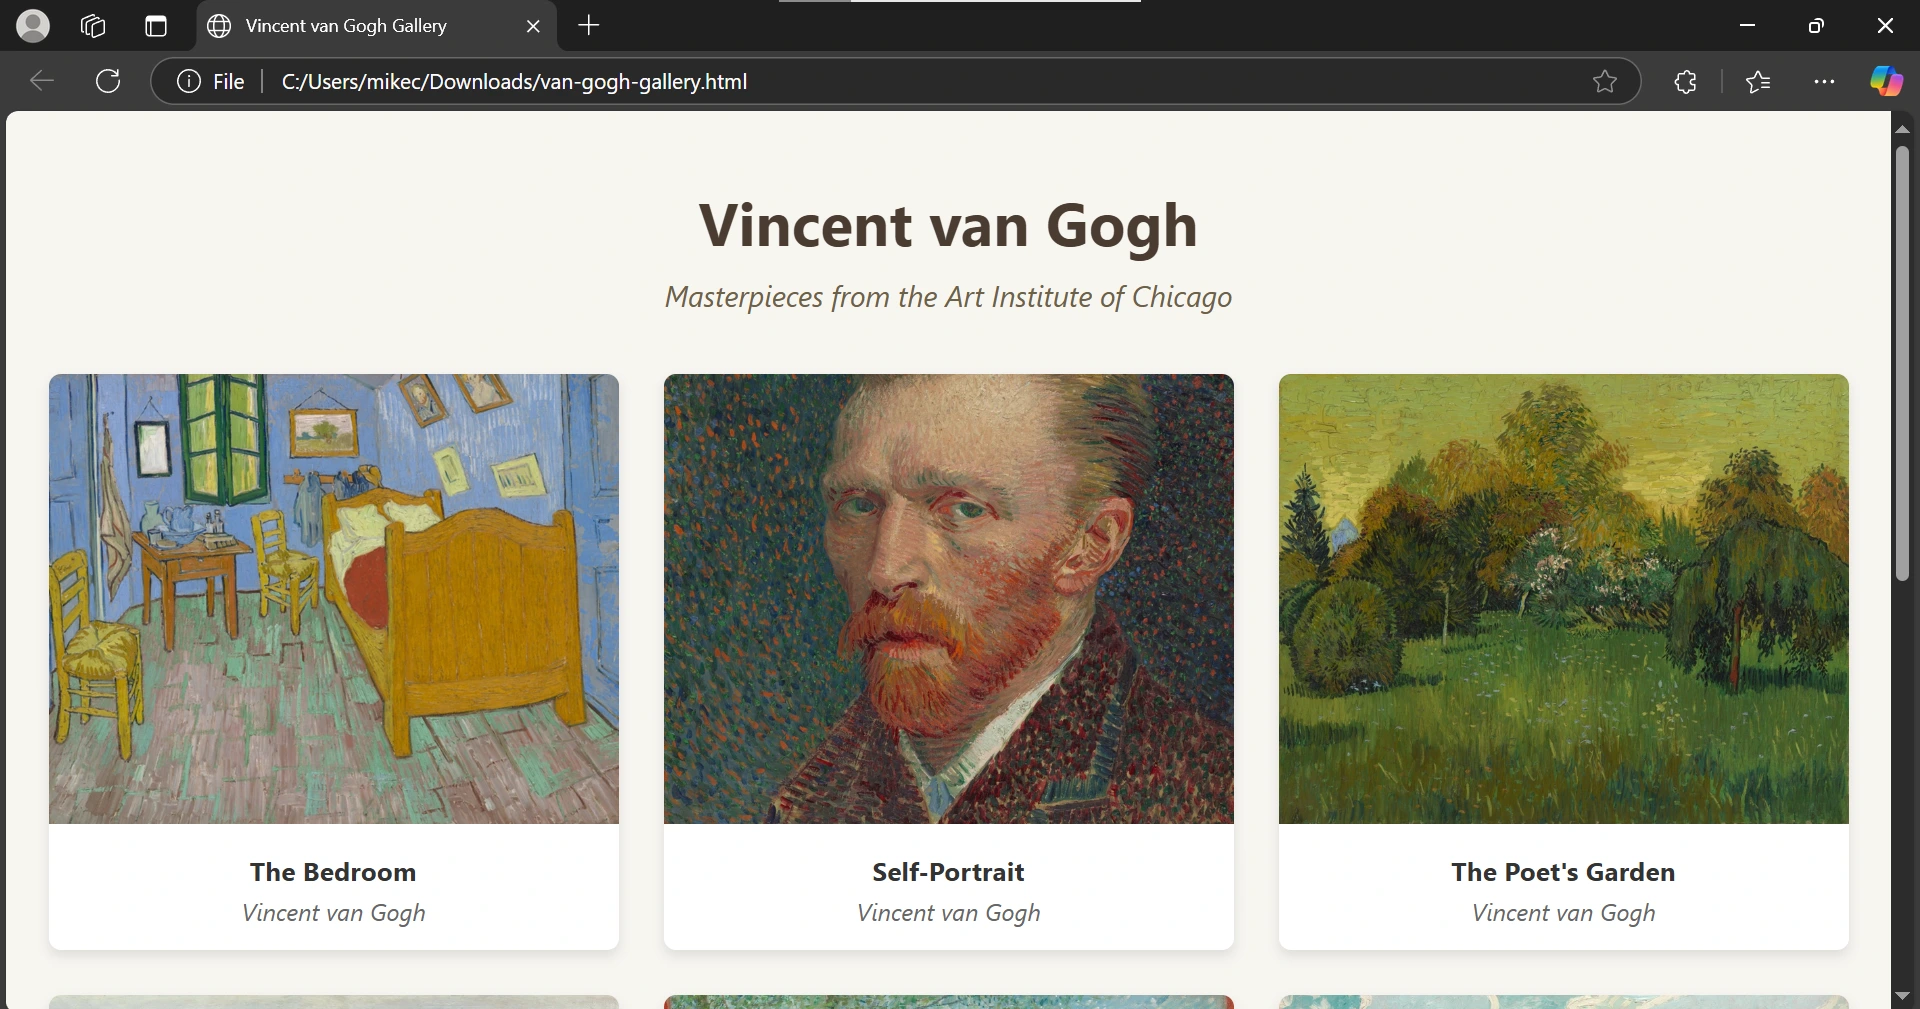 Vincent van Gogh Gallery
File
C:/Users/mikec/Downloads/van-gogh-gallery.html
Vincent van Gogh
Masterpieces from the Art Institute of Chicago
The Bedroom
Vincent van Gogh
Self-Portrait
Vincent van Gogh
The Poet's Garden
Vincent van Gogh